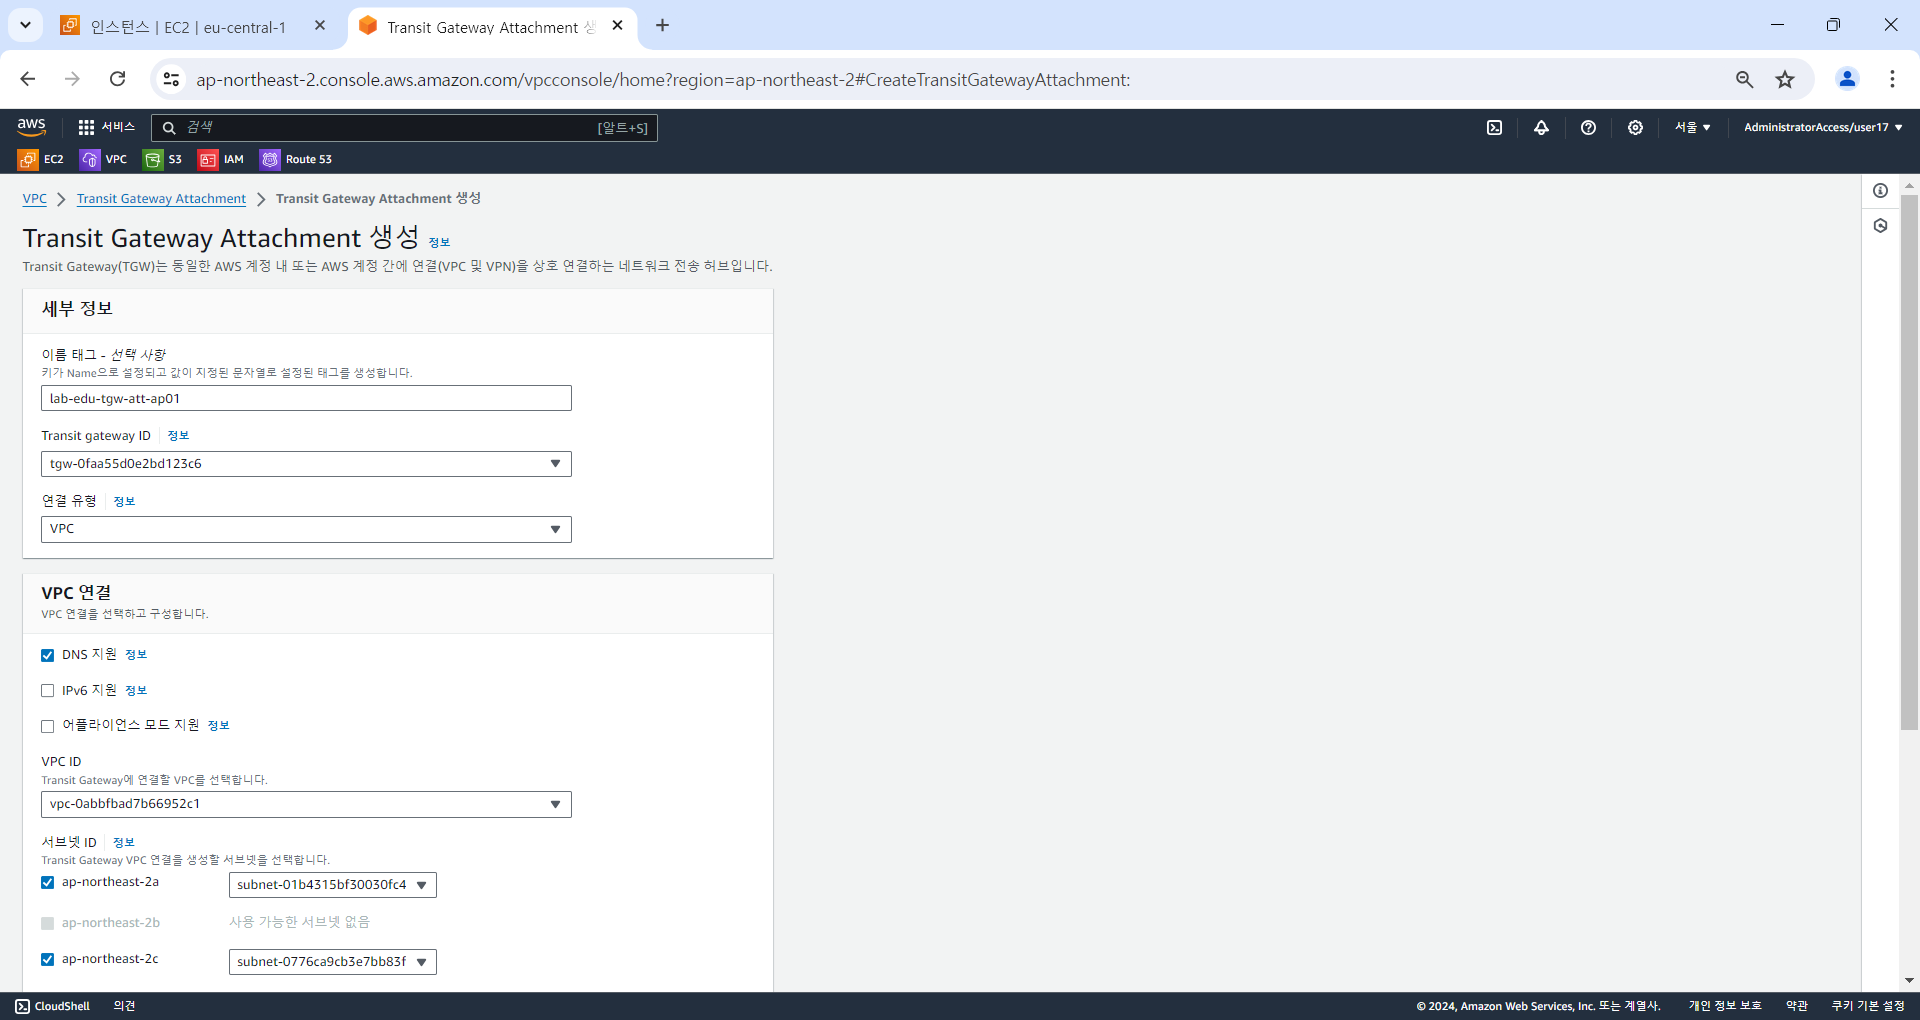 인스턴스 | EC2 | eu-central-1
Transit Gateway Attachment 생
ap-northeast-2.console.aws.amazon.com/vpcconsole/home?region=ap-northeast-2#CreateTransitGatewayAttachment:
aws
서비스
검색
[알트+S]
서울
AdministratorAccess/user17
EC2
VPC
S3
IAM
Route 53
VPC
Transit Gateway Attachment
Transit Gateway Attachment 생성
Transit Gateway Attachment 생성 정보
Transit Gateway(TGW)는 동일한 AWS 계정 내 또는 AWS 계정 간에 연결(VPC 및 VPN)을 상호 연결하는 네트워크 전송 허브입니다.
세부 정보
이름 태그 - 선택 사항
키가 Name으로 설정되고 값이 지정된 문자열로 설정된 태그를 생성합니다.
lab-edu-tgw-att-ap01
Transit gateway ID 정보
tgw-0faa55d0e2bd123c6
연결 유형 정보
VPC
VPC 연결
VPC 연결을 선택하고 구성합니다.
DNS 지원 정보
IPv6 지원 정보
어플라이언스 모드 지원 정보
VPC ID
Transit Gateway에 연결할 VPC를 선택합니다.
vpc-0abbfbad7b66952c1
서브넷 ID 정보
Transit Gateway VPC 연결을 생성할 서브넷을 선택합니다.
ap-northeast-2a subnet-01b4315bf30030fc4
ap-northeast-2b 사용 가능한 서브넷 없음
ap-northeast-2c subnet-0776ca9cb3e7bb83f
CloudShell
의견
© 2024, Amazon Web Services, Inc. 또는 계열사.
개인 정보 보호
약관
쿠키 기본 설정